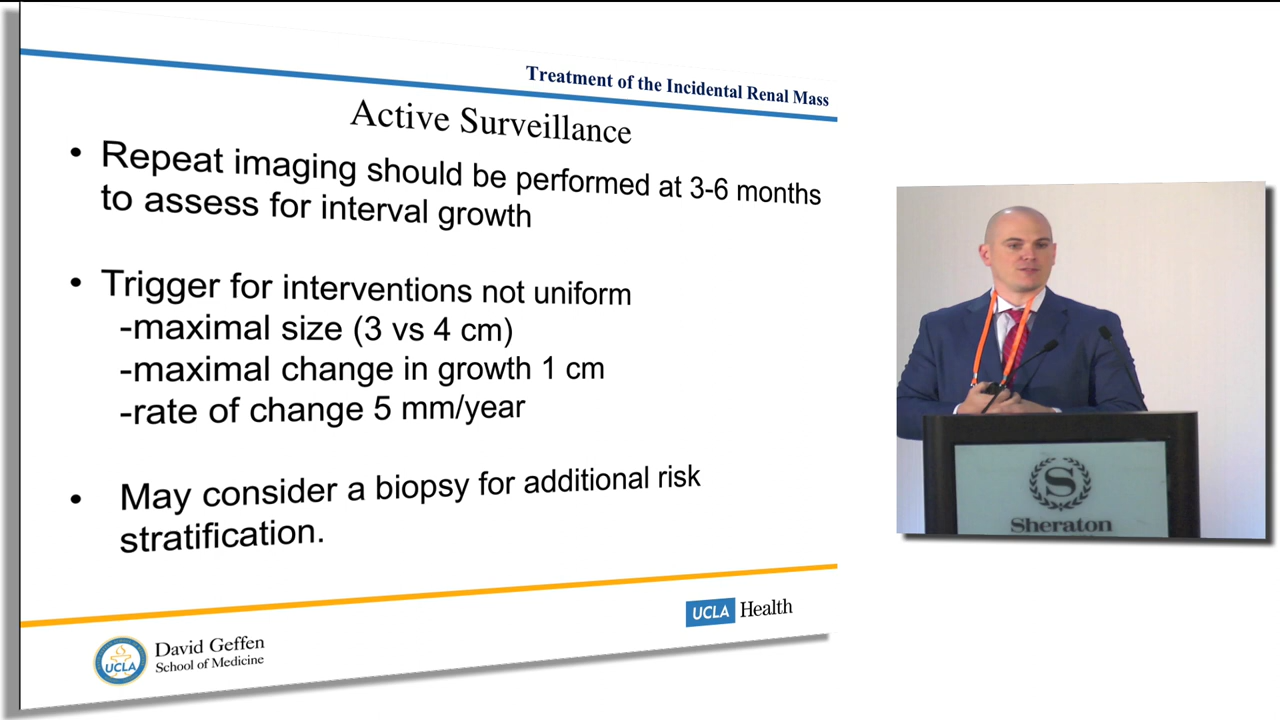 Treatment of the Incidental Renal Mass
Active Surveillance
• Repeat imaging should be performed at 3-6 months
to assess for interval growth
• Trigger for interventions not uniform
-maximal size (3 vs 4 cm)
-maximal change in growth 1 cm
-rate of change 5 mm/year
• May consider a biopsy for additional risk
stratification.
UCLA Health
UCLA
David Geffen
School of Medicine
S
Sheraton